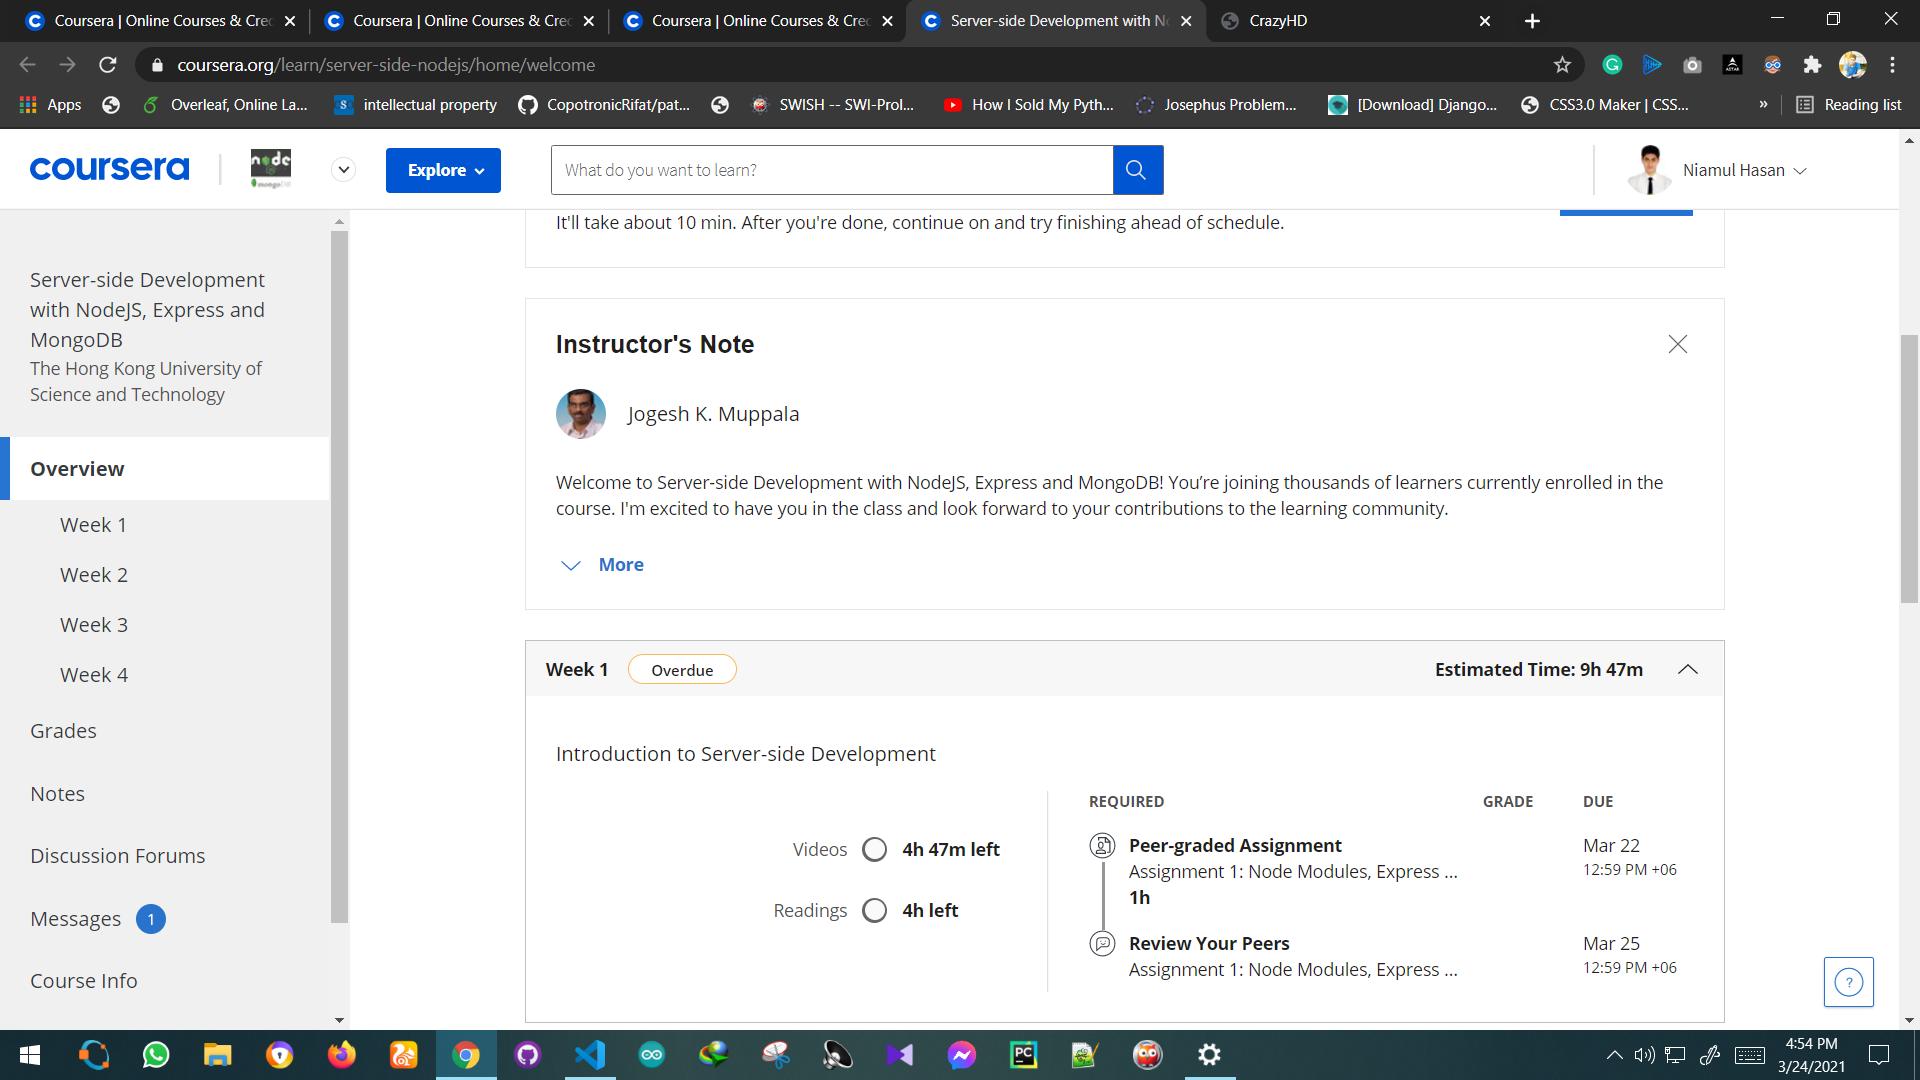 Coursera | Online Courses & Cre
Coursera | Online Courses & Cre
Coursera | Online Courses & Cre
Server-side Development with N
CrazyHD
coursera.org/learn/server-side-nodejs/home/welcome
Apps
Overleaf, Online La...
intellectual property
CopotronicRifat/pat...
SWISH -- SWI-Prol...
How I Sold My Pyth...
Josephus Problem...
[Download] Django...
CSS3.0 Maker | CSS...
»
Reading list
coursera
node
mongoDB
Explore
What do you want to learn?
Niamul Hasan
Server-side Development
with NodeJS, Express and
MongoDB
The Hong Kong University of
Science and Technology
Overview
Week 1
Week 2
Week 3
Week 4
Grades
Notes
Discussion Forums
Messages 1
Course Info
It'll take about 10 min. After you're done, continue on and try finishing ahead of schedule.
Instructor's Note
Jogesh K. Muppala
Welcome to Server-side Development with NodeJS, Express and MongoDB! You’re joining thousands of learners currently enrolled in the
course. I'm excited to have you in the class and look forward to your contributions to the learning community.
More
Week 1 Overdue Estimated Time: 9h 47m
Introduction to Server-side Development
Videos 4h 47m left
Readings 4h left
REQUIRED GRADE DUE
Peer-graded Assignment Mar 22
Assignment 1: Node Modules, Express ... 12:59 PM +06
1h
Review Your Peers Mar 25
Assignment 1: Node Modules, Express ... 12:59 PM +06
?
PC
4:54 PM
3/24/2021